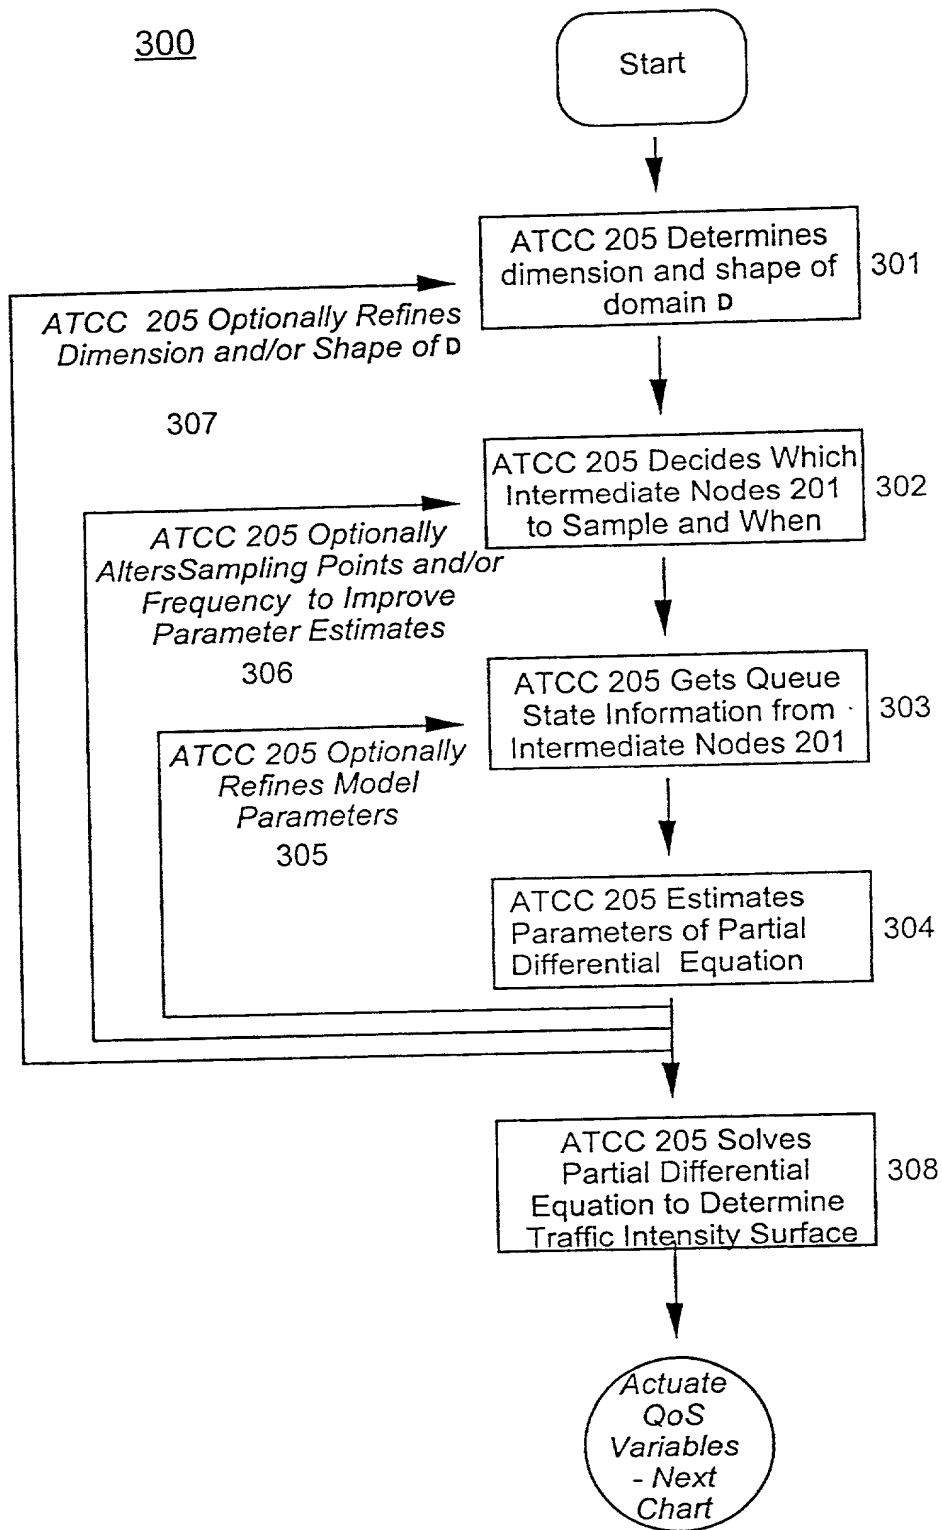 300
Start
ATCC 205 Determines
dimension and shape of
domain D
301
ATCC 205 Optionally Refines
Dimension and/or Shape of D
307
ATCC 205 Decides Which
Intermediate Nodes 201
to Sample and When
302
ATCC 205 Optionally
AltersSampling Points and/or
Frequency to Improve
Parameter Estimates
306
ATCC 205 Gets Queue
State Information from
Intermediate Nodes 201
303
ATCC 205 Optionally
Refines Model
Parameters
305
ATCC 205 Estimates
Parameters of Partial
Differential Equation
304
ATCC 205 Solves
Partial Differential
Equation to Determine
Traffic Intensity Surface
308
Actuate
QoS
Variables
- Next
Chart